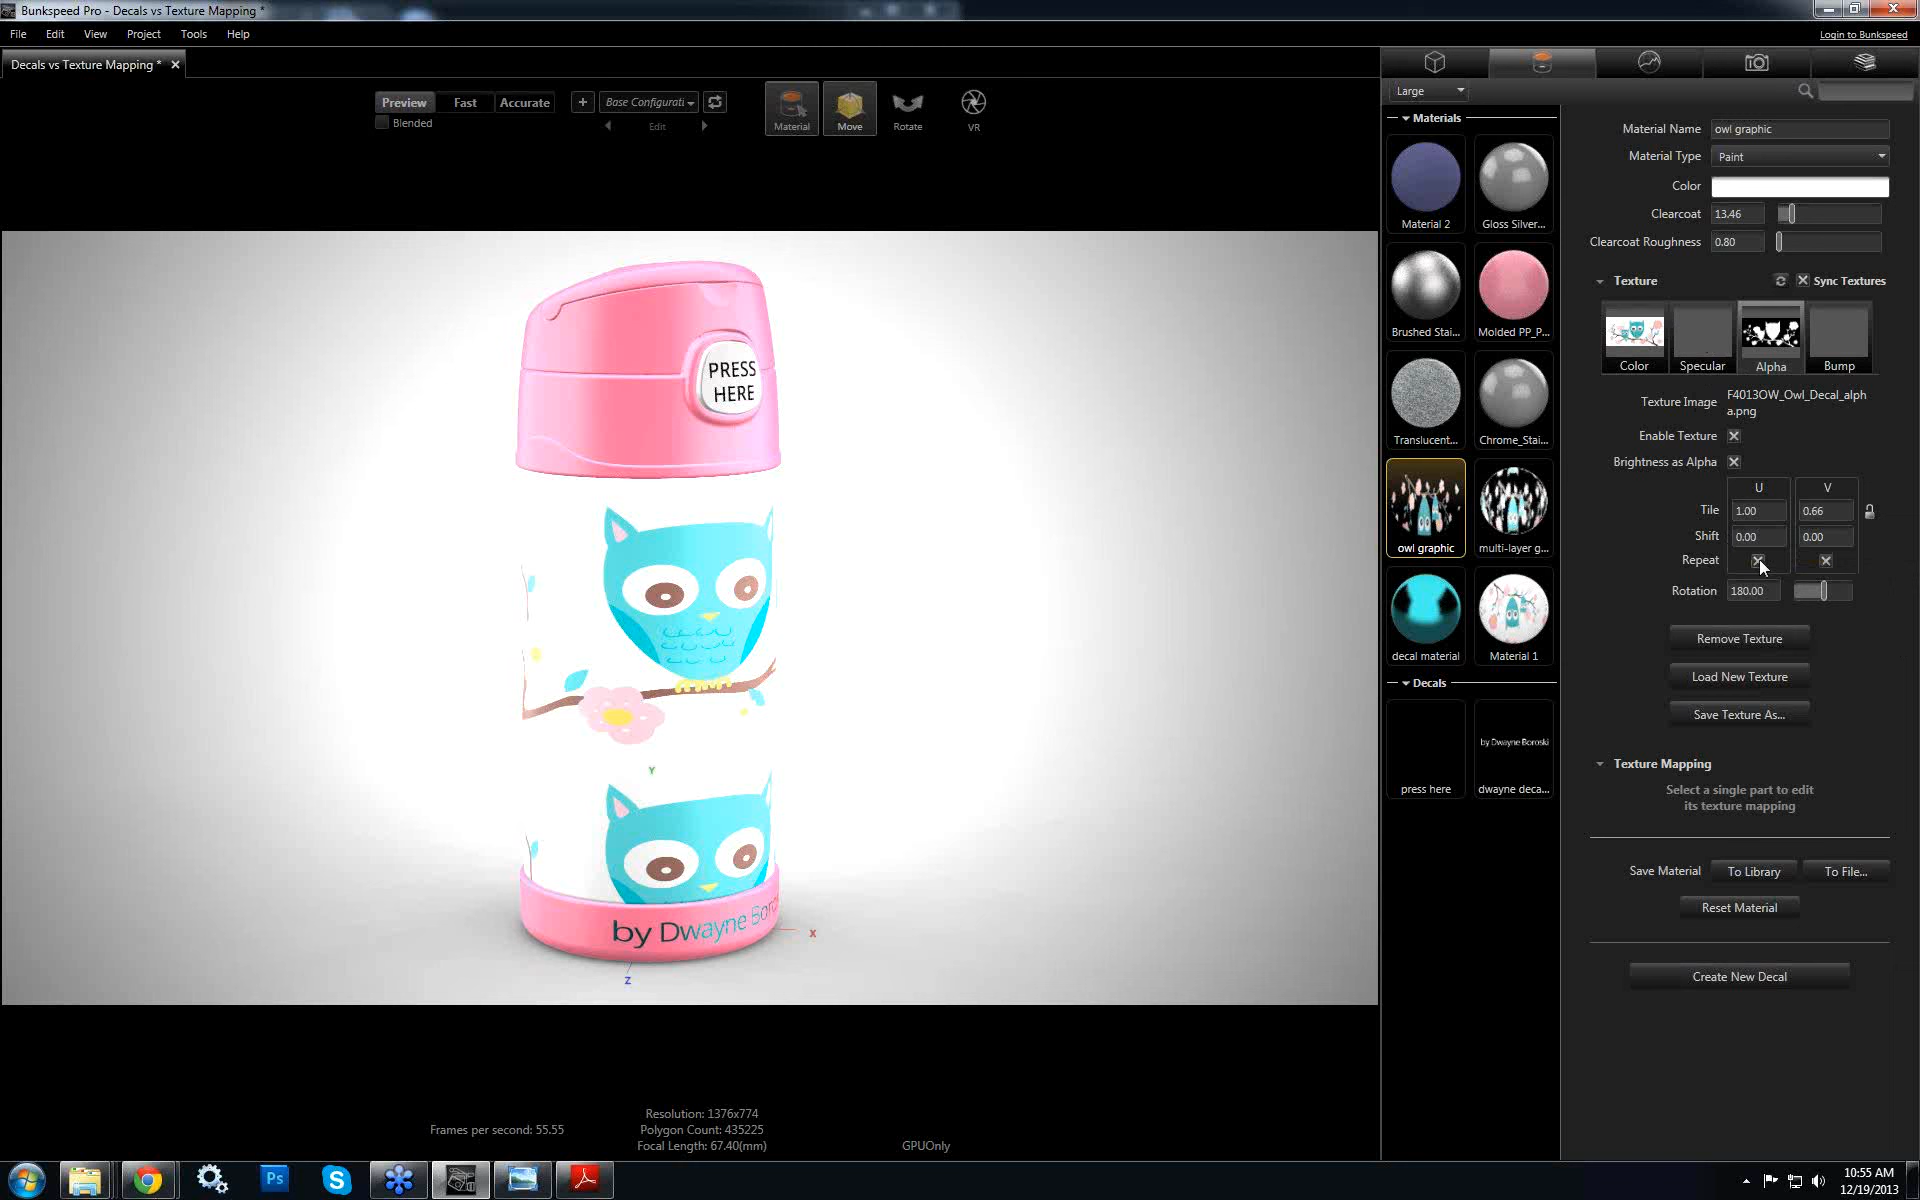 Bunkspeed Pro - Decals vs Texture Mapping *
File Edit View Project Tools Help
Login to Bunkspeed
Decals vs Texture Mapping *
Preview Fast Accurate
Base Configurati
Blended
Edit
Material Move Rotate VR
Large
Materials
Material 2 Gloss Silver...
Brushed Stai... Molded PP_P...
Translucent... Chrome_Stai...
owl graphic multi-layer g...
decal material Material 1
Decals
by Dwayne Boroski
press here dwayne deca...
Material Name owl graphic
Material Type Paint
Color
Clearcoat 13.46
Clearcoat Roughness 0.80
Texture Sync Textures
Color Specular Alpha Bump
Texture Image F4013OW_Owl_Decal_alph
a.png
Enable Texture
Brightness as Alpha
U V
Tile 1.00 0.66
Shift 0.00 0.00
Repeat
Rotation 180.00
Remove Texture
Load New Texture
Save Texture As...
Texture Mapping
Select a single part to edit
its texture mapping
Save Material To Library To File...
Reset Material
Create New Decal
PRESS
HERE
Y
by Dwayne Boro
X
Z
Resolution: 1376x774
Frames per second: 55.55 Polygon Count: 435225
Focal Length: 67.40(mm) GPUOnly
Ps
10:55 AM
12/19/2013